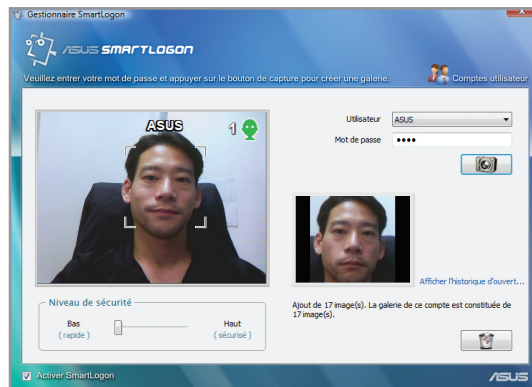 Gestionnaire SmartLogon
ASUS SMARTLOGON
Veuillez entrer votre mot de passe et appuyer sur le bouton de capture pour créer une galerie.
Comptes utilisateur
ASUS
1
Utilisateur
ASUS
Mot de passe
Afficher l'historique d'ouvert...
Niveau de sécurité
Bas
Haut
( rapide )
( sécurisé )
Ajout de 17 image(s). La galerie de ce compte est constituée de
17 image(s).
Activer SmartLogon
ASUS